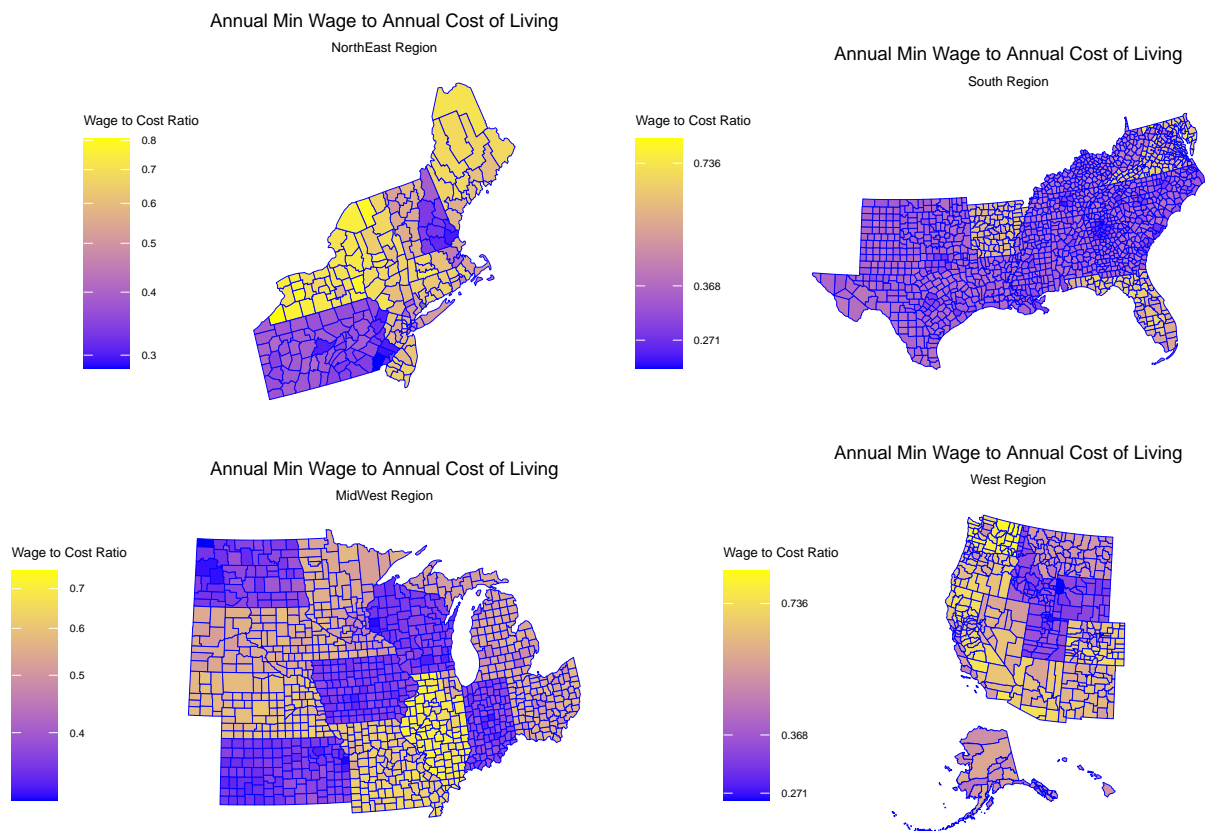 Annual Min Wage to Annual Cost of Living
NorthEast Region
Wage to Cost Ratio
0.8
0.7
0.6
0.5
0.4
0.3
Annual Min Wage to Annual Cost of Living
South Region
Wage to Cost Ratio
0.736
0.368
0.271
Annual Min Wage to Annual Cost of Living
MidWest Region
Wage to Cost Ratio
0.7
0.6
0.5
0.4
Annual Min Wage to Annual Cost of Living
West Region
Wage to Cost Ratio
0.736
0.368
0.271